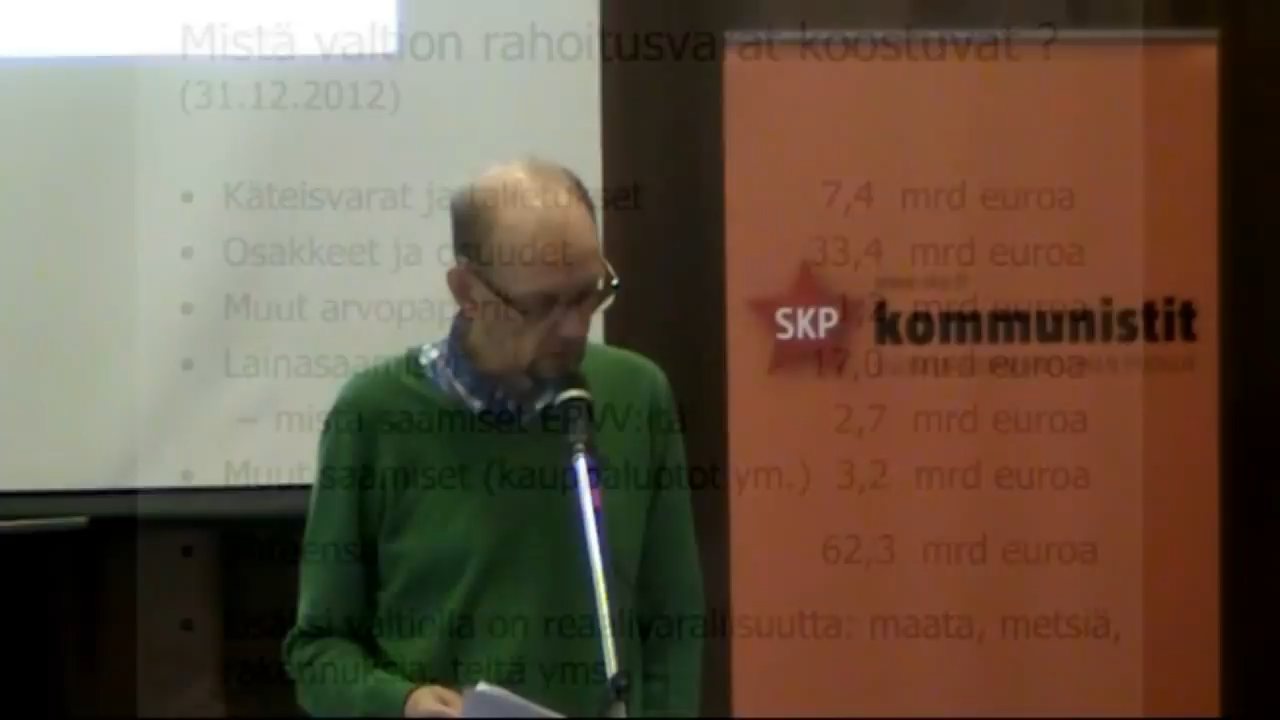 Mistä valtion rahoitusvarat koostuvat ?
(31.12.2012)
• Käteisvarat ja talletukset 7,4 mrd euroa
• Osakkeet ja osuudet 33,4 mrd euroa
• Muut arvopaperit mrd euroa
• Lainasaamiset 17,0 mrd euroa
– mistä saamiset ERVV:ltä 2,7 mrd euroa
• Muut saamiset (kauppaluotot ym.) 3,2 mrd euroa
• Yhteensä 62,3 mrd euroa
• Lisäksi valtiolla on reaalivarallisuutta: maata, metsiä,
rakennuksia, teitä yms.
SKP
kommunistit